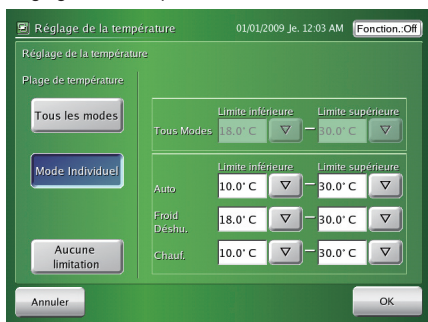 Réglage de la température 01/01/2009 Je. 12:03 AM Fonction.:Off
Réglage de la température
Plage de température
Tous les modes
Limite inférieure Limite supérieure
Tous Modes 18.0°C – 30.0°C
Mode Individuel
Limite inférieure Limite supérieure
Auto 10.0°C – 30.0°C
Froid
Déshu. 18.0°C – 30.0°C
Chauf. 10.0°C – 30.0°C
Aucune
limitation
Annuler OK